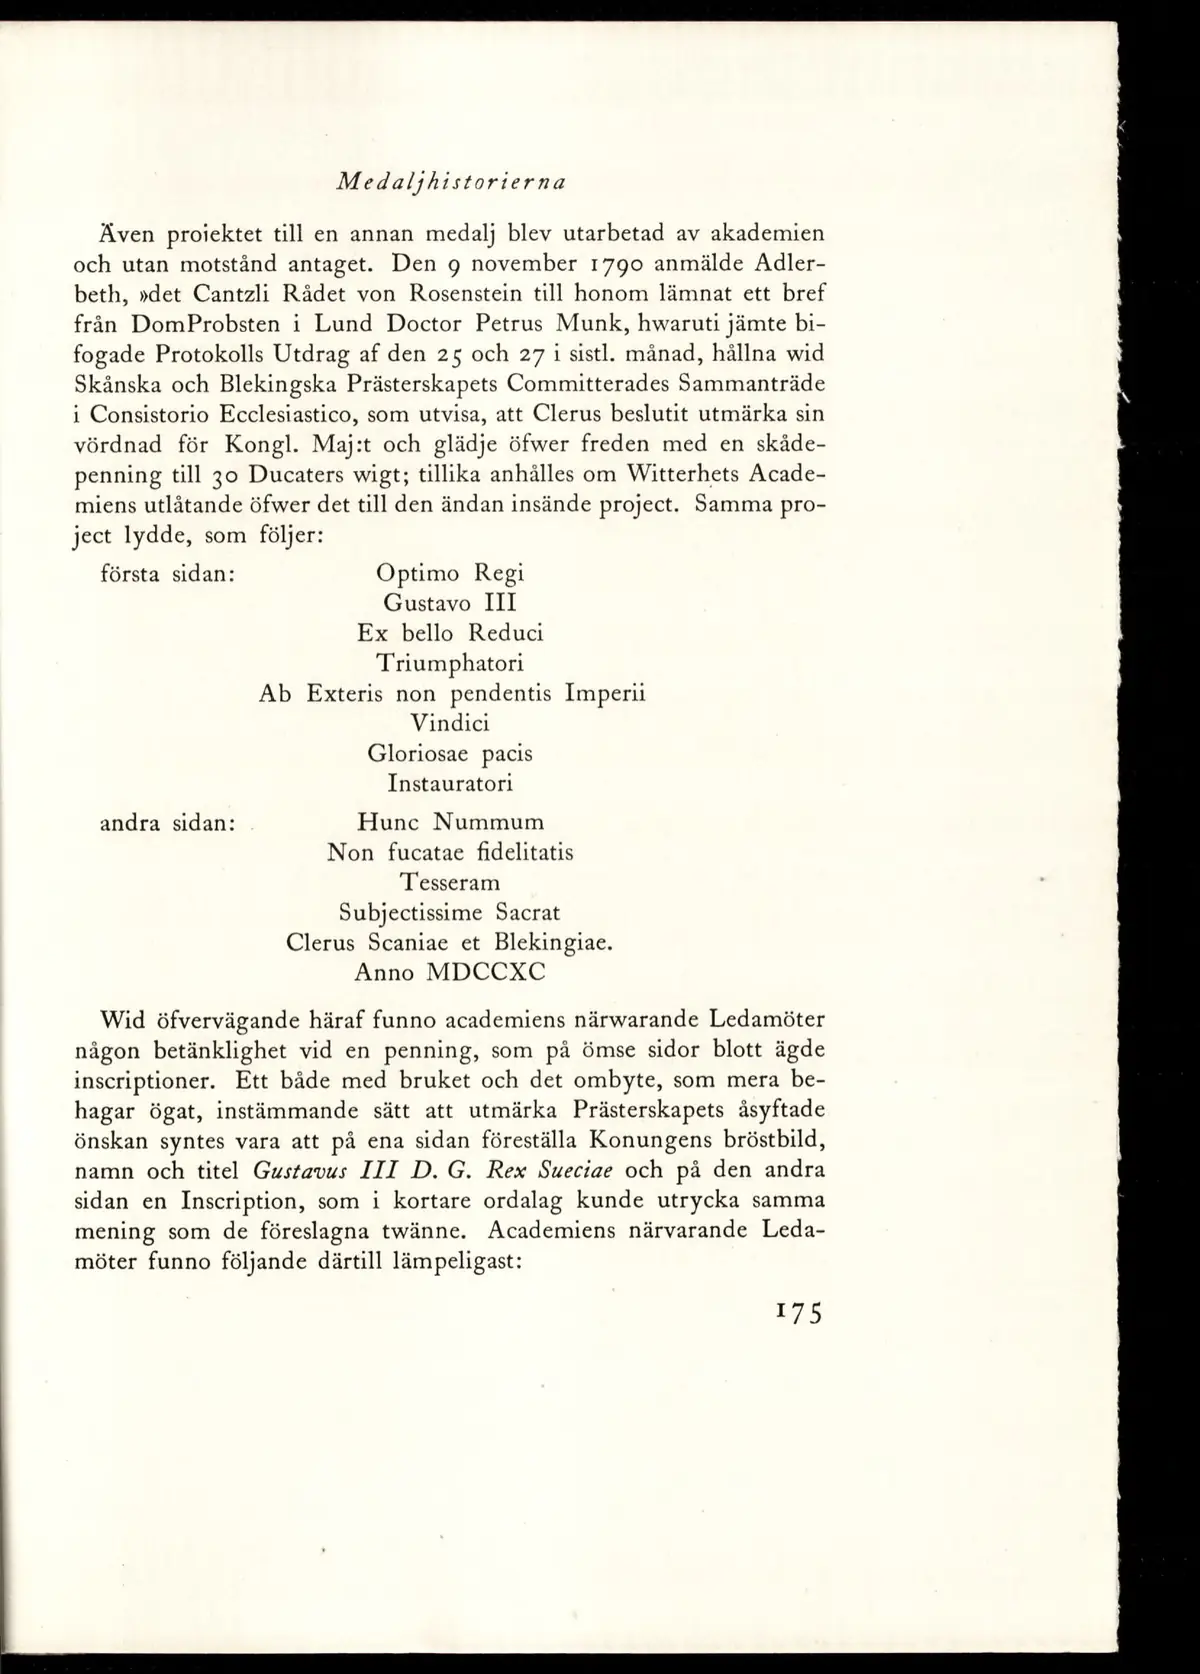 Medaljhistorierna
Även proiektet till en annan medalj blev utarbetad av akademien
och utan motstånd antaget. Den 9 november 1790 anmälde Adler-
beth, »det Cantzli Rådet von Rosenstein till honom lämnat ett bref
från DomProbsten i Lund Doctor Petrus Munk, hwaruti jämte bi-
fogade Protokolls Utdrag af den 25 och 27 i sistl. månad, hållna wid
Skånska och Blekingska Prästerskapets Committerades Sammanträde
i Consistorio Ecclesiastico, som utvisa, att Clerus beslutit utmärka sin
vördnad för Kongl. Maj:t och glädje öfwer freden med en skåde-
penning till 30 Ducaters wigt; tillika anhålles om Witterhets Acade-
miens utlåtande öfwer det till den ändan insände project. Samma pro-
ject lydde, som följer:
första sidan: Optimo Regi
Gustavo III
Ex bello Reduci
Triumphatori
Ab Exteris non pendentis Imperii
Vindici
Gloriosae pacis
Instauratori
andra sidan: Hunc Nummum
Non fucatae fidelitatis
Tesseram
Subjectissime Sacrat
Clerus Scaniae et Blekingiae.
Anno MDCCXC
Wid öfvervägande häraf funno academiens närwarande Ledamöter
någon betänklighet vid en penning, som på ömse sidor blott ägde
inscriptioner. Ett både med bruket och det ombyte, som mera be-
hagar ögat, instämmande sätt att utmärka Prästerskapets åsyftade
önskan syntes vara att på ena sidan föreställa Konungens bröstbild,
namn och titel Gustavus III D. G. Rex Sueciae och på den andra
sidan en Inscription, som i kortare ordalag kunde utrycka samma
mening som de föreslagna twänne. Academiens närvarande Leda-
möter funno följande därtill lämpeligast:
175